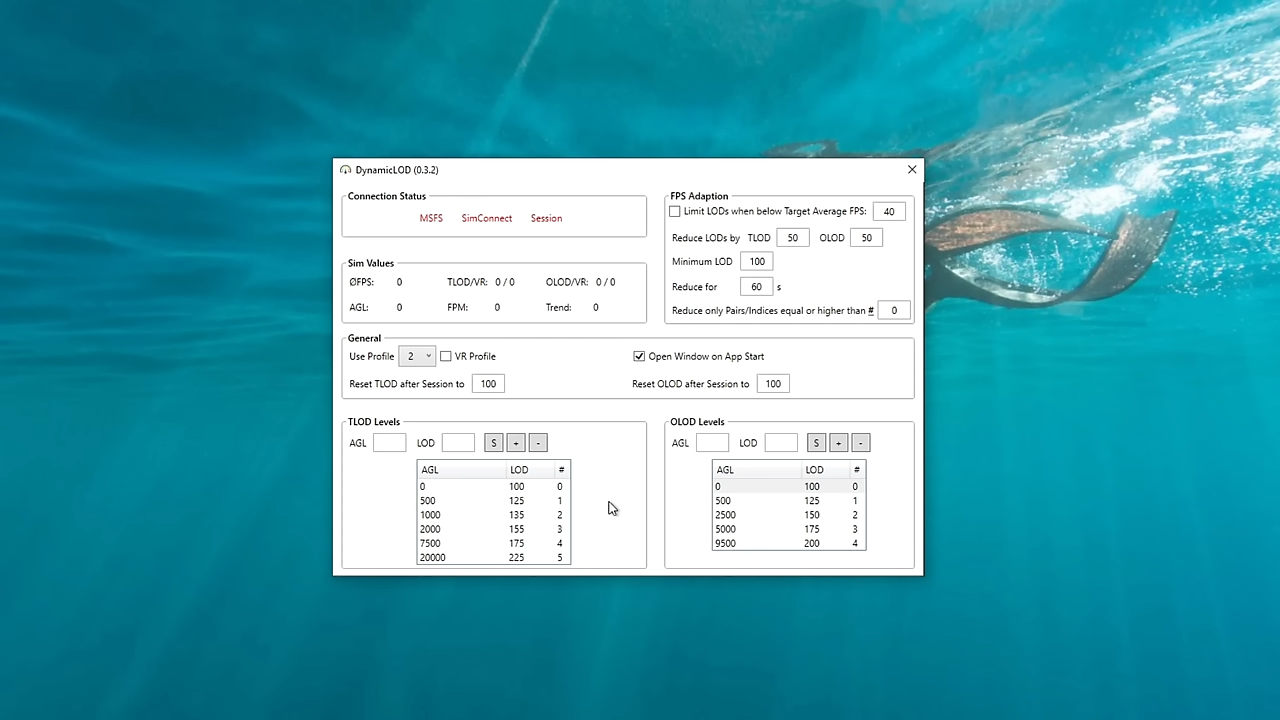 DynamicLOD (0.3.2)
Connection Status
MSFS SimConnect Session
Sim Values
ØFPS: 0 TLOD/VR: 0 / 0 OLOD/VR: 0 / 0
AGL: 0 FPM: 0 Trend: 0
FPS Adaption
Limit LODs when below Target Average FPS: 40
Reduce LODs by TLOD 50 OLOD 50
Minimum LOD 100
Reduce for 60 s
Reduce only Pairs/Indices equal or higher than # 0
General
Use Profile 2 VR Profile Open Window on App Start
Reset TLOD after Session to 100 Reset OLOD after Session to 100
TLOD Levels
AGL LOD S + -
AGL LOD #
0 100 0
500 125 1
1000 135 2
2000 155 3
7500 175 4
20000 225 5
OLOD Levels
AGL LOD S + -
AGL LOD #
0 100 0
500 125 1
2500 150 2
5000 175 3
9500 200 4